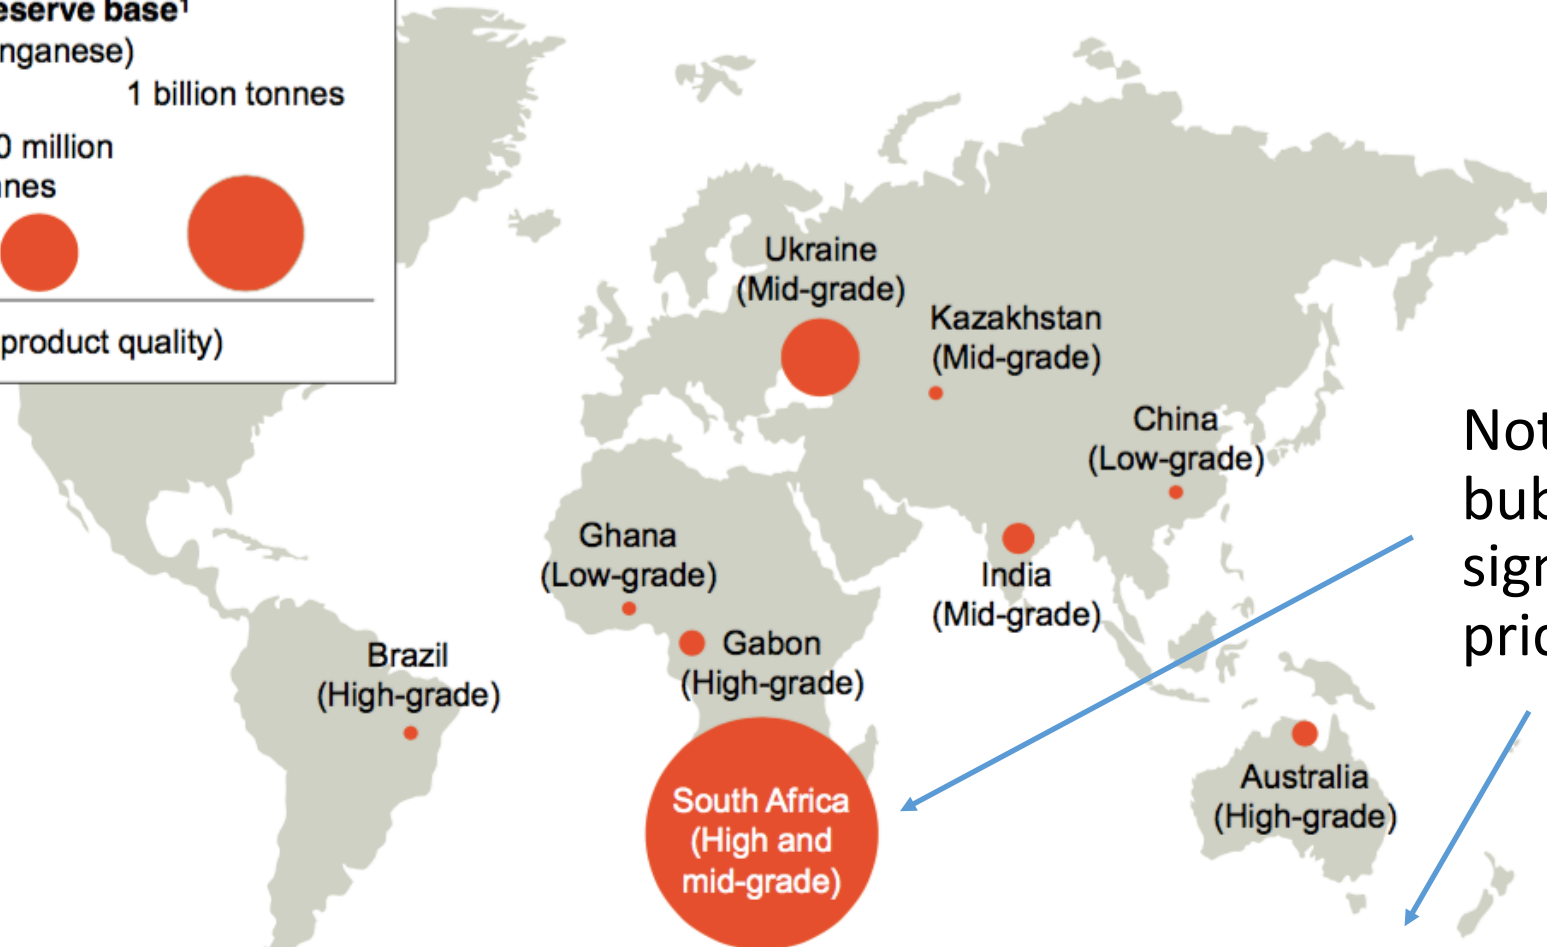 eserve base¹
nganese)
1 billion tonnes
0 million
nnes
product quality)
Ukraine
(Mid-grade)
Kazakhstan
(Mid-grade)
China
(Low-grade)
Not
bub
sign
pric
Ghana
(Low-grade)
India
(Mid-grade)
Gabon
(High-grade)
Brazil
(High-grade)
South Africa
(High and
mid-grade)
Australia
(High-grade)